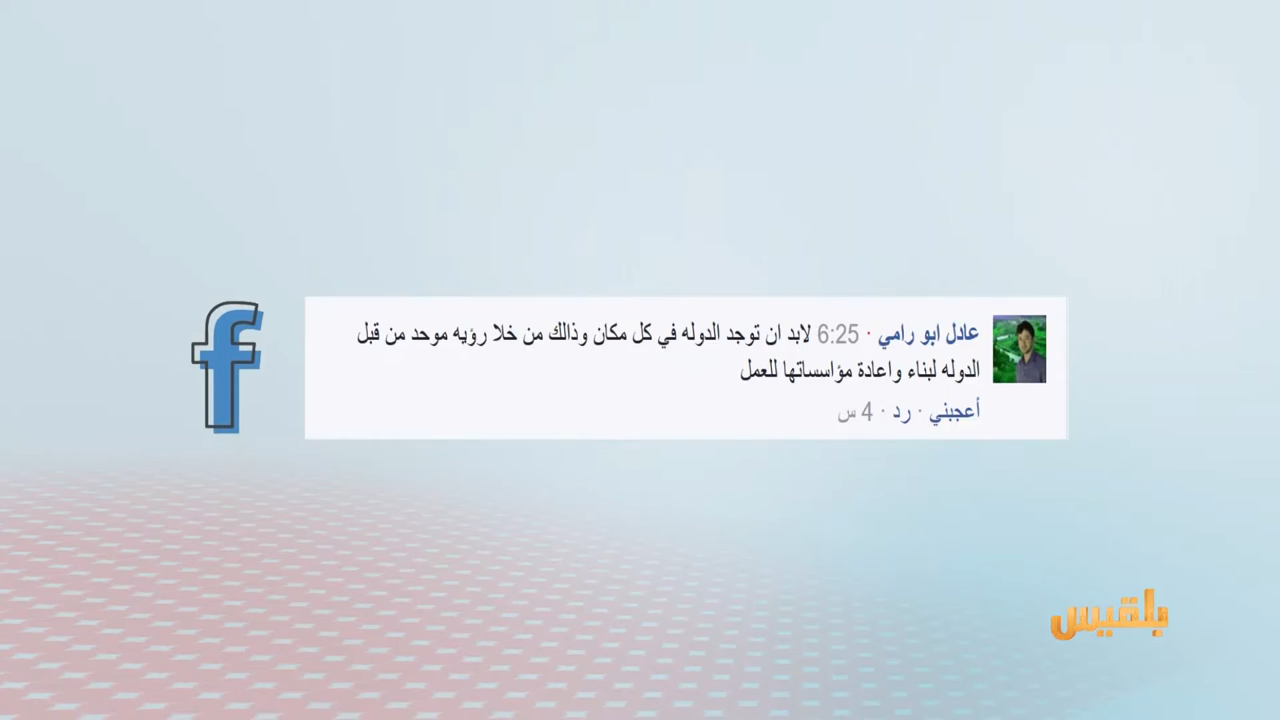 عادل ابو رامي · 6:25 لابد ان توجد الدوله في كل مكان وذالك من خلا رؤيه موحد من قبل
الدوله لبناء واعادة مؤاسساتها للعمل
أعجبني · رد · 4 س
بلقيس